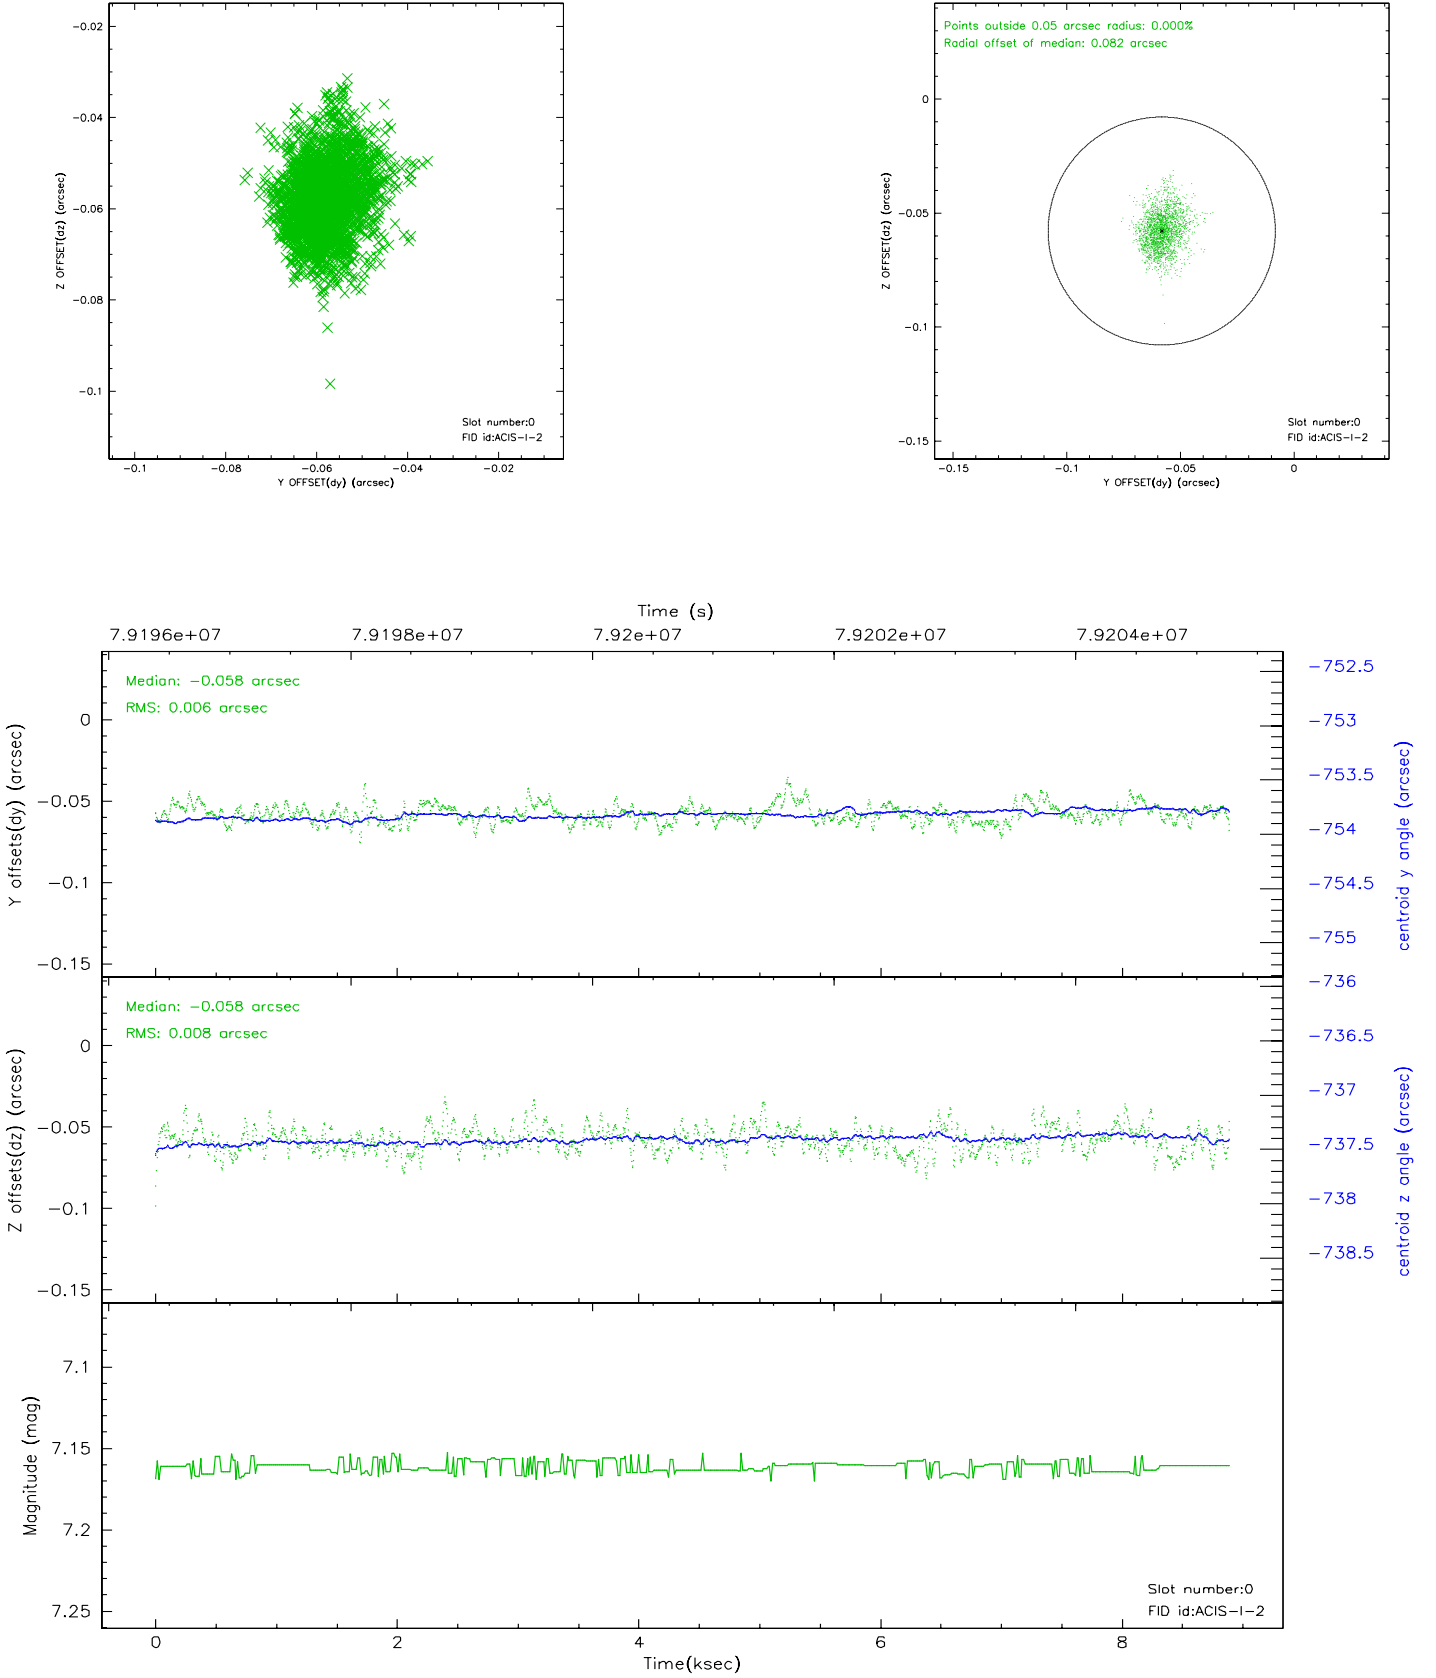 -0.02
-0.04
-0.06
-0.08
-0.1
Z OFFSET(dz) (arcsec)
Slot number:0
FID id:ACIS-I-2
-0.1 -0.08 -0.06 -0.04 -0.02
Y OFFSET(dy) (arcsec)
Points outside 0.05 arcsec radius: 0.000%
Radial offset of median: 0.082 arcsec
0
-0.05
-0.1
-0.15
Z OFFSET(dz) (arcsec)
Slot number:0
FID id:ACIS-I-2
-0.15 -0.1 -0.05 0
Y OFFSET(dy) (arcsec)
Time (s)
7.9196e+07 7.9198e+07 7.92e+07 7.9202e+07 7.9204e+07
Median: -0.058 arcsec
RMS: 0.006 arcsec
0
-0.05
-0.1
-0.15
Y offsets(dy) (arcsec)
-752.5
-753
-753.5
-754
-754.5
-755
centroid y angle (arcsec)
Median: -0.058 arcsec
RMS: 0.008 arcsec
0
-0.05
-0.1
-0.15
Z offsets(dz) (arcsec)
-736
-736.5
-737
-737.5
-738
-738.5
centroid z angle (arcsec)
7.1
7.15
7.2
7.25
Magnitude (mag)
Slot number:0
FID id:ACIS-I-2
0 2 4 6 8
Time(ksec)